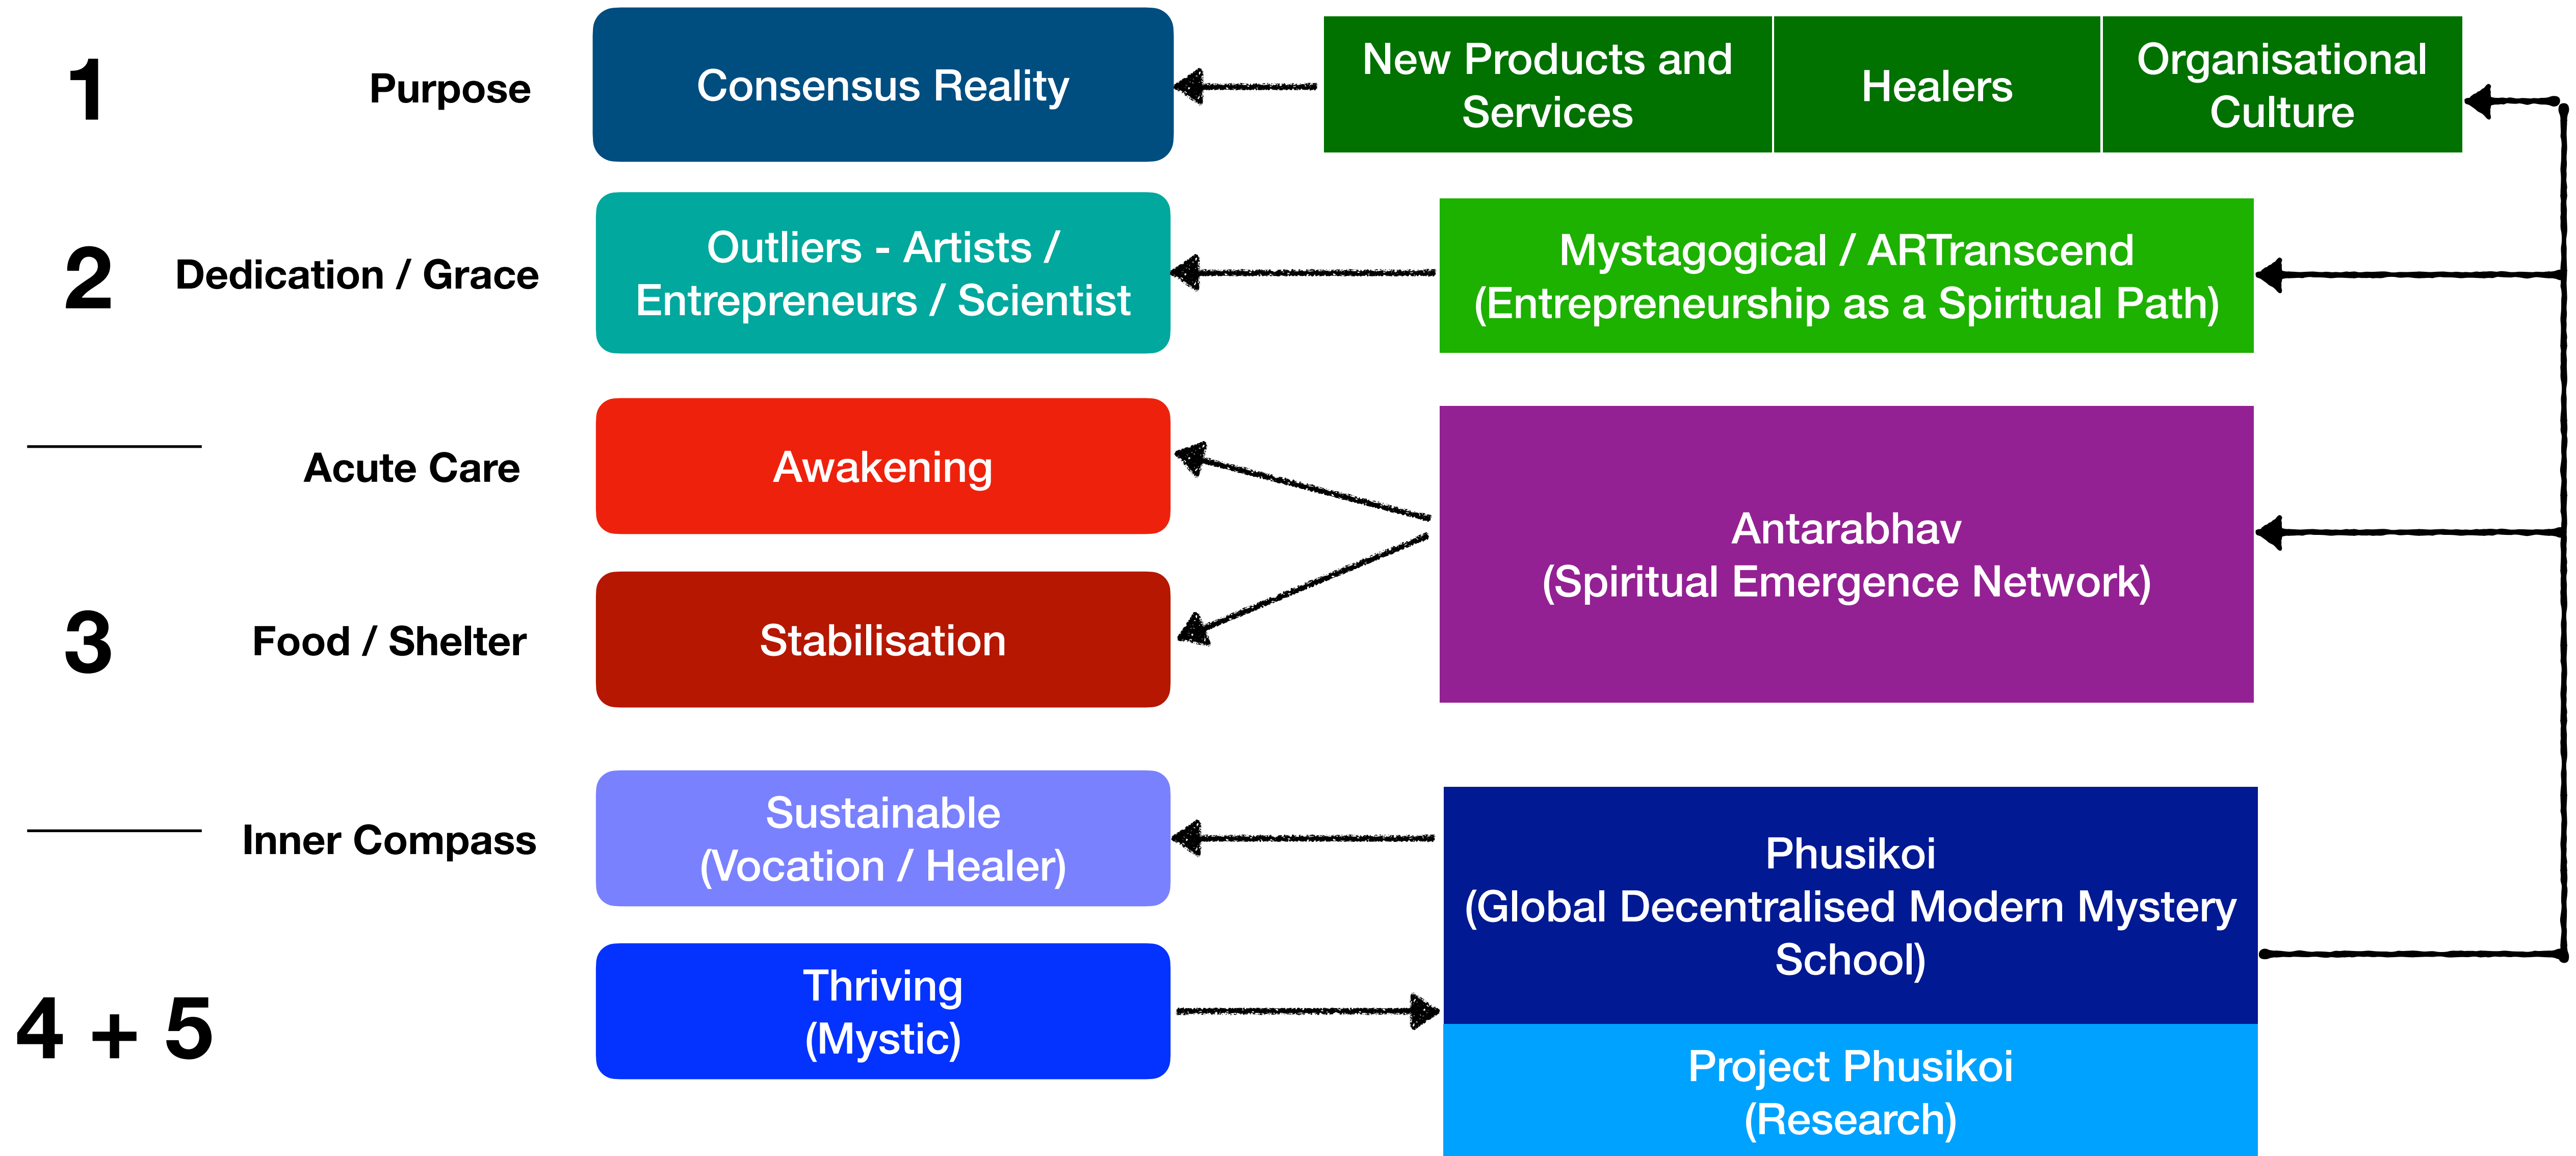 1
Purpose
Consensus Reality
New Products and
Services
Healers
Organisational
Culture
2
Dedication / Grace
Outliers - Artists /
Entrepreneurs / Scientist
Mystagogical / ARTranscend
(Entrepreneurship as a Spiritual Path)
Acute Care
Awakening
Antarabhav
(Spiritual Emergence Network)
3
Food / Shelter
Stabilisation
Inner Compass
Sustainable
(Vocation / Healer)
Phusikoi
(Global Decentralised Modern Mystery
School)
4 + 5
Thriving
(Mystic)
Project Phusikoi
(Research)